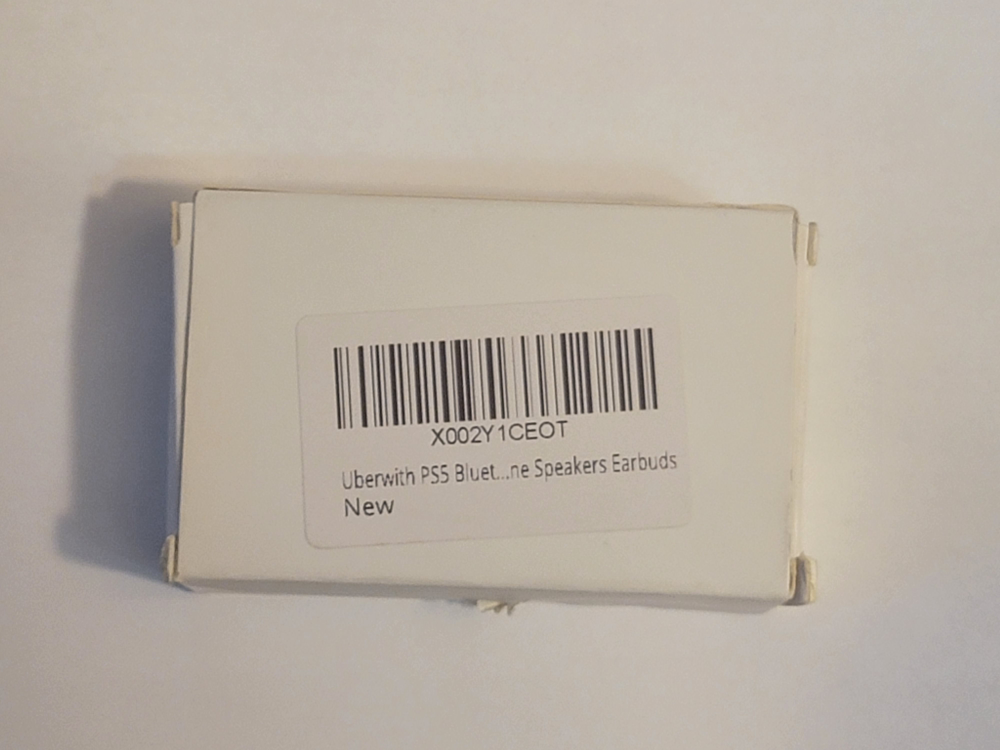 X002Y1CEOT
Uberwith PS5 Bluet...ne Speakers Earbuds
New